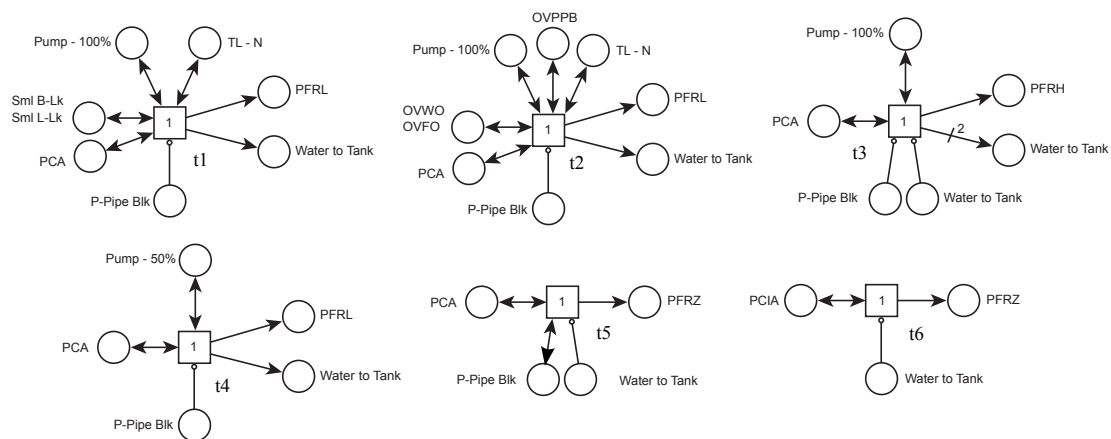 Pump - 100%
TL - N
Sml B-Lk
Sml L-Lk
PFRL
1
PCA
t1
Water to Tank
P-Pipe Blk
OVPPB
Pump - 100%
TL - N
OVWO
OVFO
PFRL
1
PCA
t2
Water to Tank
P-Pipe Blk
Pump - 100%
PFRH
PCA
1
2
t3
Water to Tank
P-Pipe Blk
Water to Tank
Pump - 50%
PFRL
PCA
1
t4
Water to Tank
P-Pipe Blk
PCA
1
PFRZ
t5
P-Pipe Blk
Water to Tank
PCIA
1
PFRZ
t6
Water to Tank